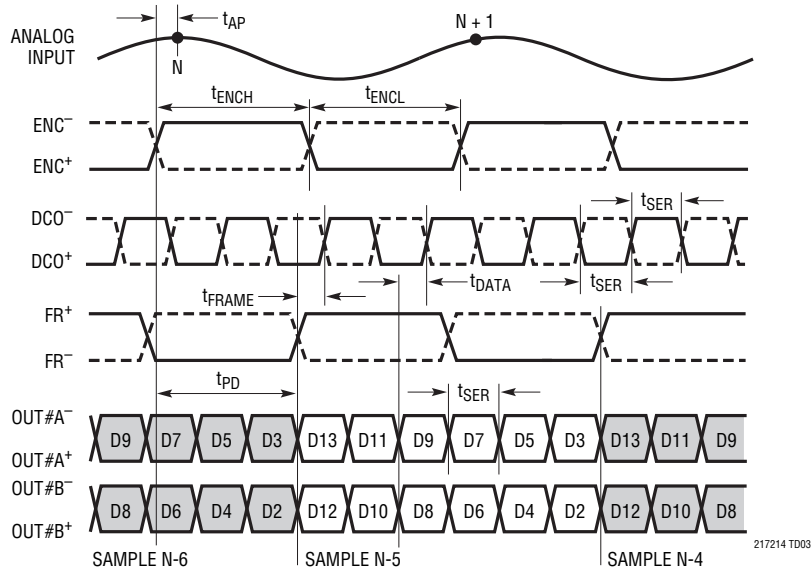 tAP
ANALOG
INPUT
N
N + 1
tENCH
tENCL
ENC–
ENC+
DCO–
DCO+
tSER
tSER
tFRAME
tDATA
FR+
FR–
tPD
tSER
OUT#A–
OUT#A+
D9 D7 D5 D3 D13 D11 D9 D7 D5 D3 D13 D11 D9
OUT#B–
OUT#B+
D8 D6 D4 D2 D12 D10 D8 D6 D4 D2 D12 D10 D8
SAMPLE N-6
SAMPLE N-5
SAMPLE N-4
217214 TD03